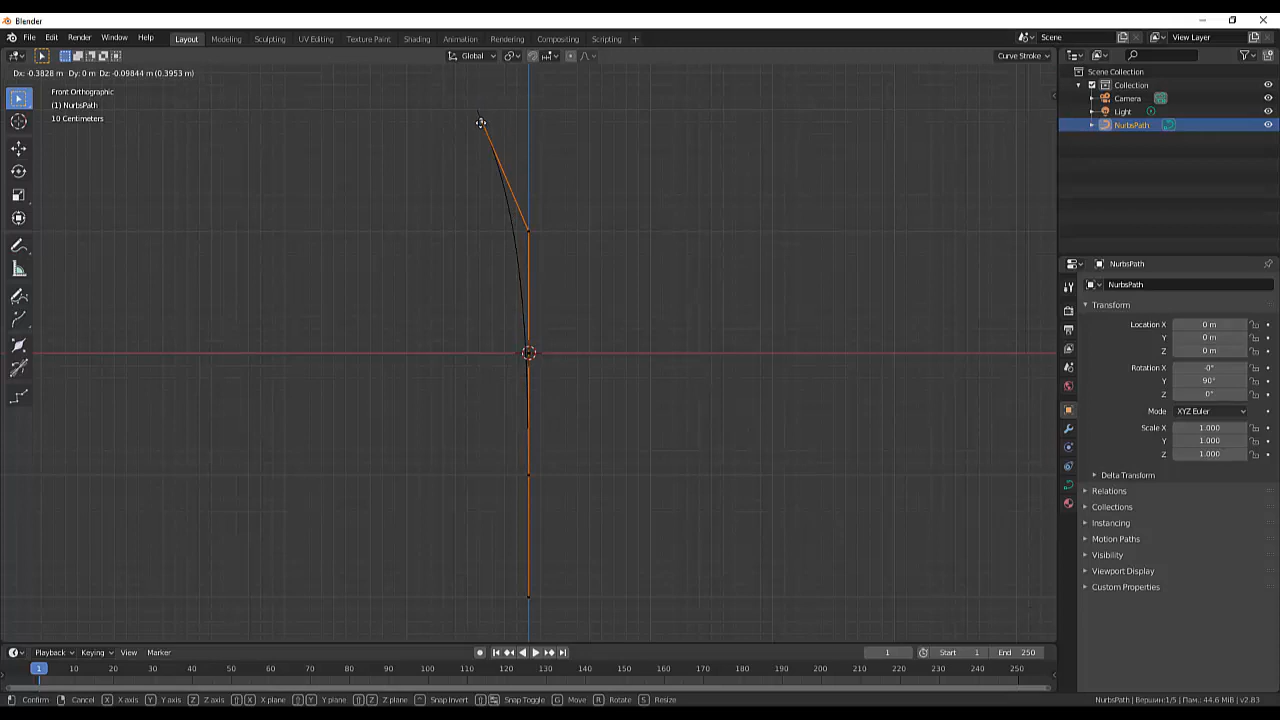 Blender
File Edit Render Window Help Layout Modeling Sculpting UV Editing Texture Paint Shading Animation Rendering Compositing Scripting + Scene View Layer
Global Curve Stroke
Dx: -0.3828 m Dy: 0 m Dz: -0.09844 m (0.3953 m)
Front Orthographic
(1) NurbsPath
10 Centimeters
Scene Collection
Collection
Camera
Light
NurbsPath
NurbsPath
NurbsPath
Transform
Location X 0 m
Y 0 m
Z 0 m
Rotation X -0°
Y 90°
Z 0°
Mode XYZ Euler
Scale X 1.000
Y 1.000
Z 1.000
Delta Transform
Relations
Collections
Instancing
Motion Paths
Visibility
Viewport Display
Custom Properties
Playback Keying View Marker 1 Start 1 End 250
1 10 20 30 40 50 60 70 80 90 100 110 120 130 140 150 160 170 180 190 200 210 220 230 240 250
Confirm Cancel X X axis Y Y axis Z Z axis X X plane Y Y plane Z Z plane Snap Invert Snap Toggle G Move R Rotate S Resize NurbsPath | Вершин:1/5 | Пам.: 44.6 MiB | v2.83